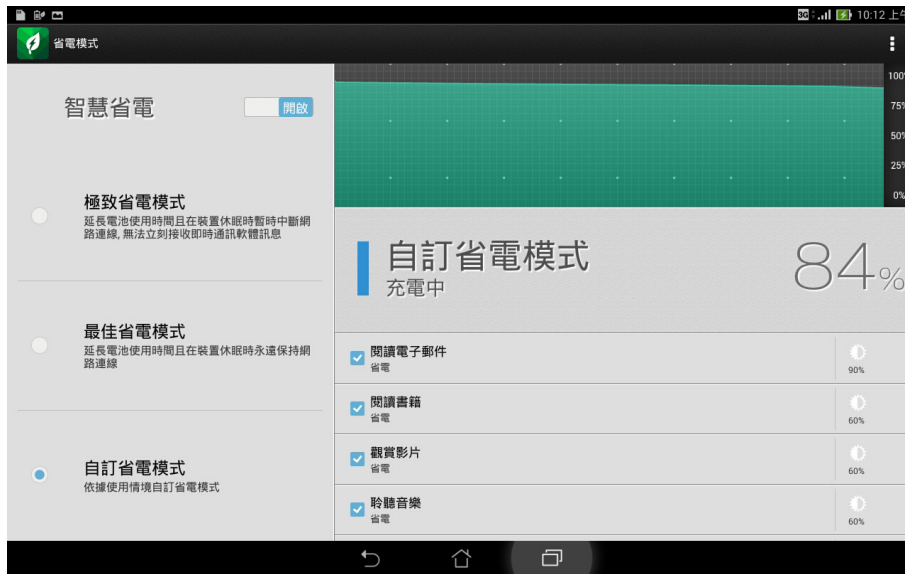 3G 10:12 上午
省電模式
智慧省電
開啟
極致省電模式
延長電池使用時間且在裝置休眠時暫時中斷網
路連線, 無法立刻接收即時通訊軟體訊息
最佳省電模式
延長電池使用時間且在裝置休眠時永遠保持網
路連線
自訂省電模式
依據使用情境自訂省電模式
100%
75%
50%
25%
0%
自訂省電模式
充電中
84%
閱讀電子郵件
省電
90%
閱讀書籍
省電
60%
觀賞影片
省電
60%
聆聽音樂
省電
60%